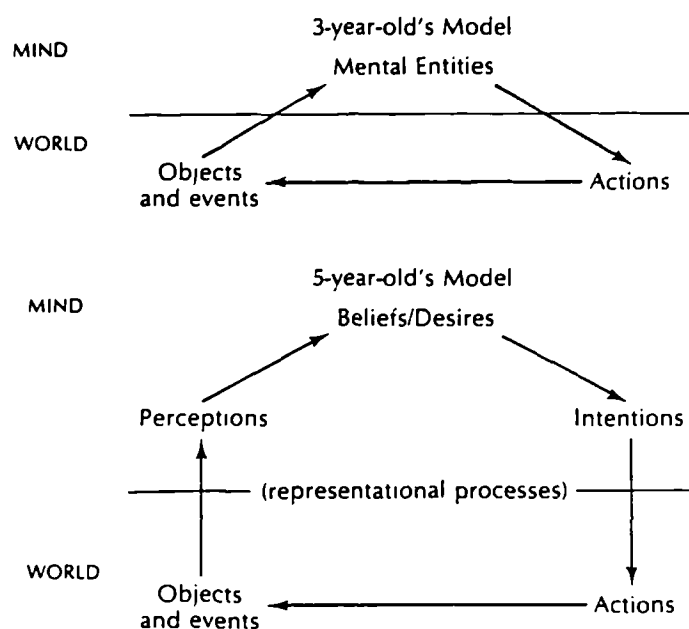 3-year-old's Model
MIND
Mental Entities
WORLD
Objects
and events
Actions
5-year-old's Model
MIND
Beliefs/Desires
Perceptions
Intentions
(representational processes)
WORLD
Objects
and events
Actions